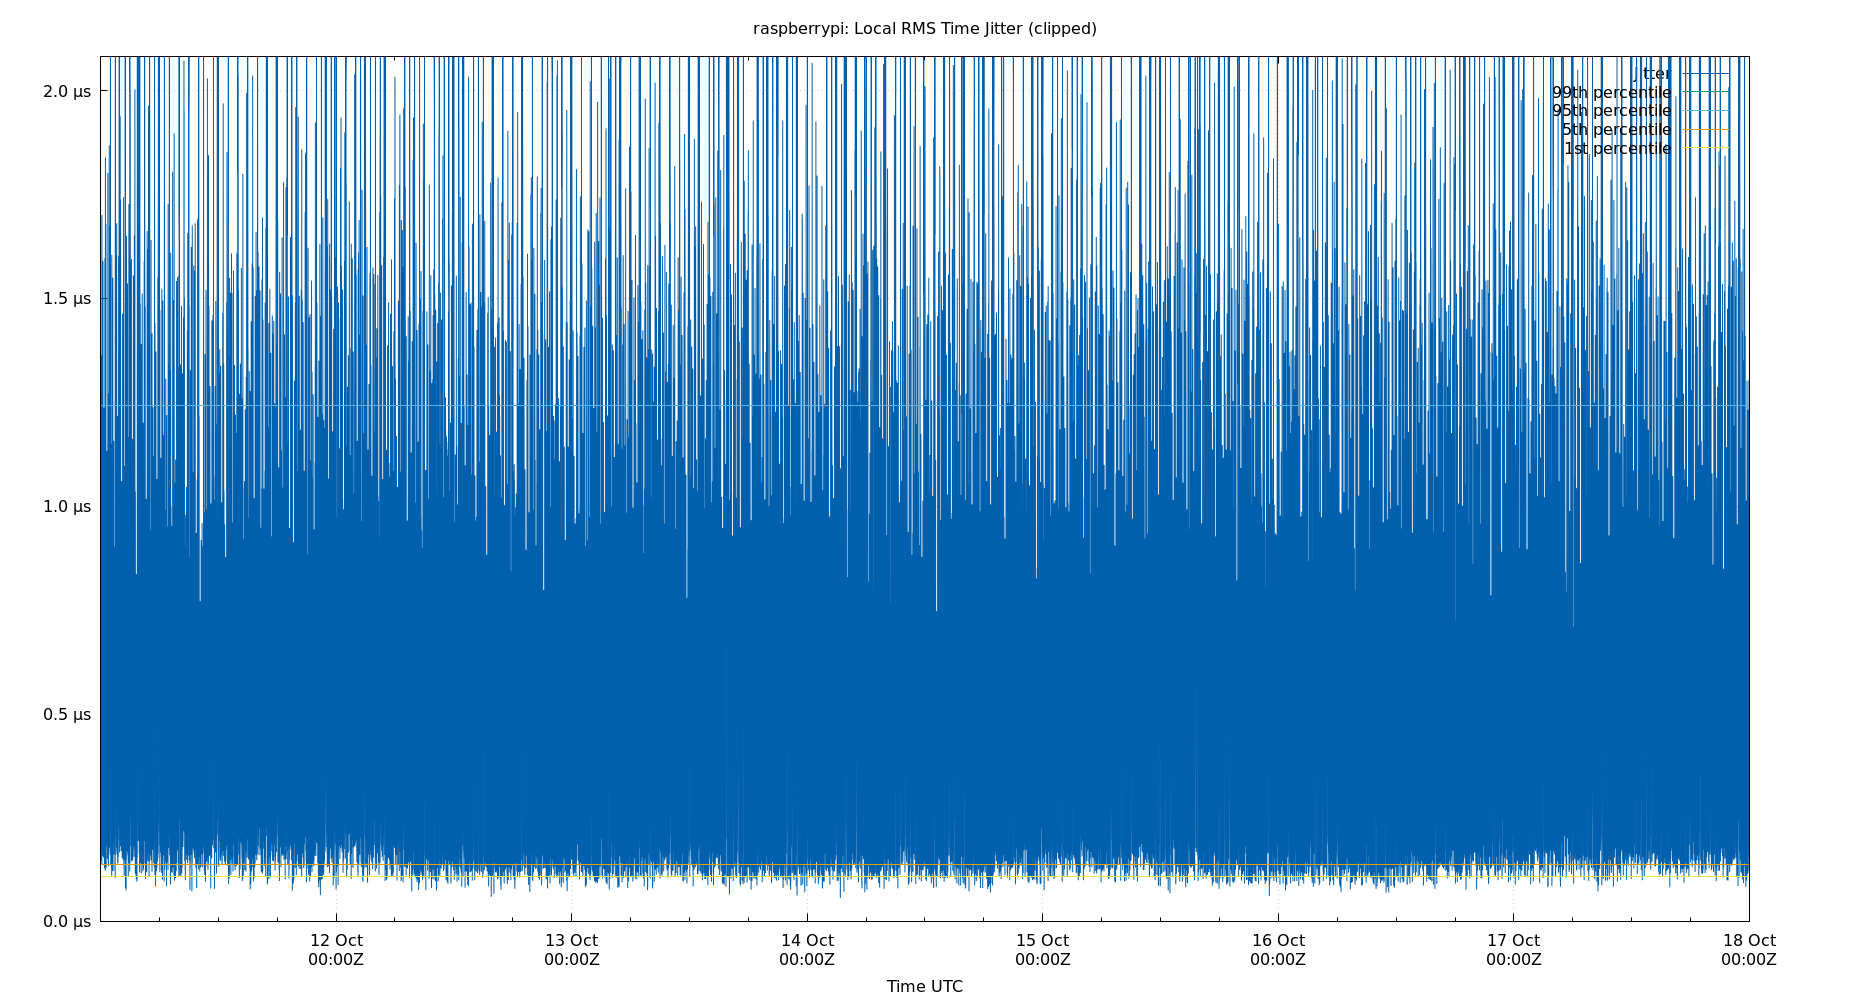 raspberrypi: Local RMS Time Jitter (clipped)
2.0 µs
1.5 µs
1.0 µs
0.5 µs
0.0 µs
jitter
99th percentile
95th percentile
5th percentile
1st percentile
12 Oct
00:00Z
13 Oct
00:00Z
14 Oct
00:00Z
15 Oct
00:00Z
16 Oct
00:00Z
17 Oct
00:00Z
18 Oct
00:00Z
Time UTC